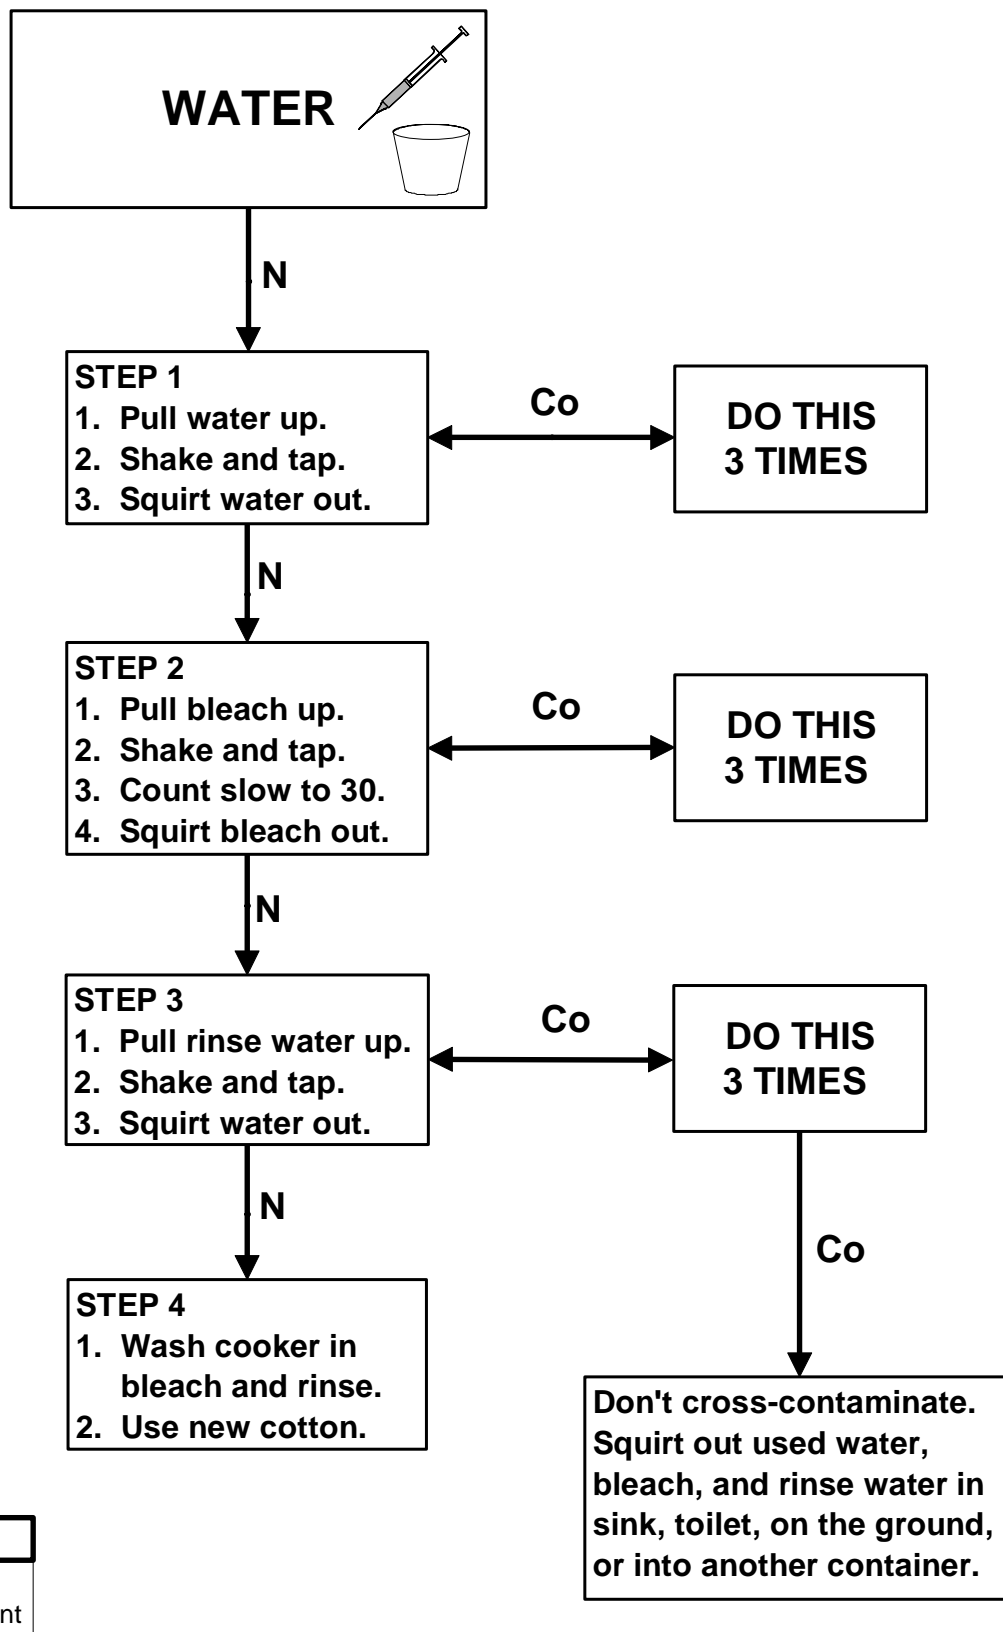 WATER
N
STEP 1
1. Pull water up.
2. Shake and tap.
3. Squirt water out.
Co
DO THIS
3 TIMES
N
STEP 2
1. Pull bleach up.
2. Shake and tap.
3. Count slow to 30.
4. Squirt bleach out.
Co
DO THIS
3 TIMES
N
STEP 3
1. Pull rinse water up.
2. Shake and tap.
3. Squirt water out.
Co
DO THIS
3 TIMES
N
Co
STEP 4
1. Wash cooker in
bleach and rinse.
2. Use new cotton.
Don't cross-contaminate.
Squirt out used water,
bleach, and rinse water in
sink, toilet, on the ground,
or into another container.
nt